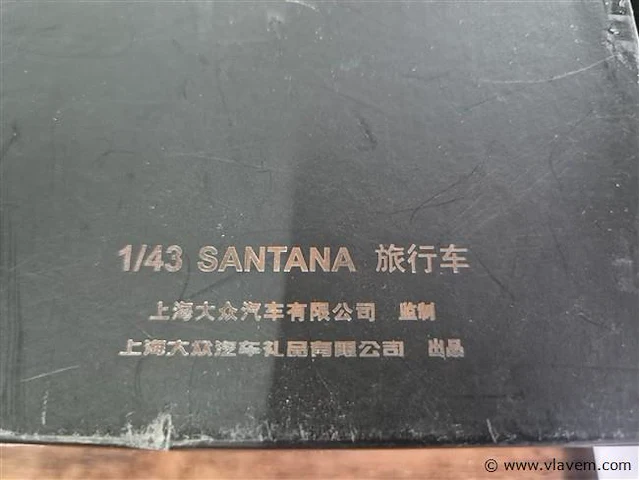 1/43 SANTANA 旅行车
上海大众汽车有限公司 监制
上海大众汽车礼品有限公司 出品
© www.vlavem.com